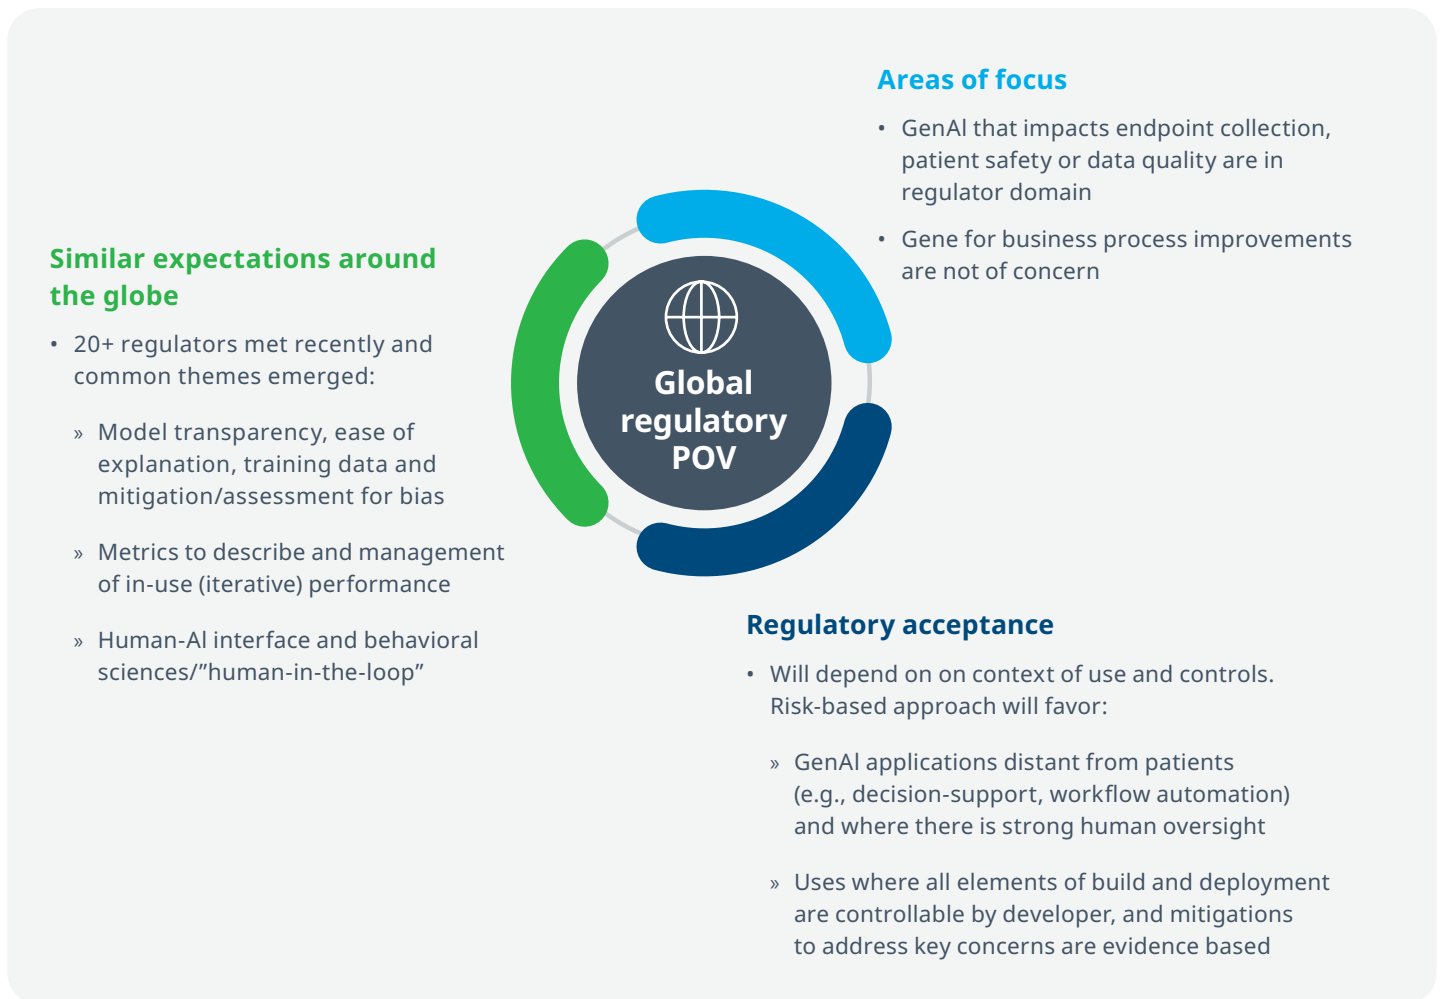 Areas of focus
• GenAI that impacts endpoint collection,
patient safety or data quality are in
regulator domain
• Gene for business process improvements
are not of concern
Similar expectations around
the globe
• 20+ regulators met recently and
common themes emerged:
» Model transparency, ease of
explanation, training data and
mitigation/assessment for bias
» Metrics to describe and management
of in-use (iterative) performance
» Human-AI interface and behavioral
sciences/”human-in-the-loop”
Global
regulatory
POV
Regulatory acceptance
• Will depend on on context of use and controls.
Risk-based approach will favor:
» GenAI applications distant from patients
(e.g., decision-support, workflow automation)
and where there is strong human oversight
» Uses where all elements of build and deployment
are controllable by developer, and mitigations
to address key concerns are evidence based